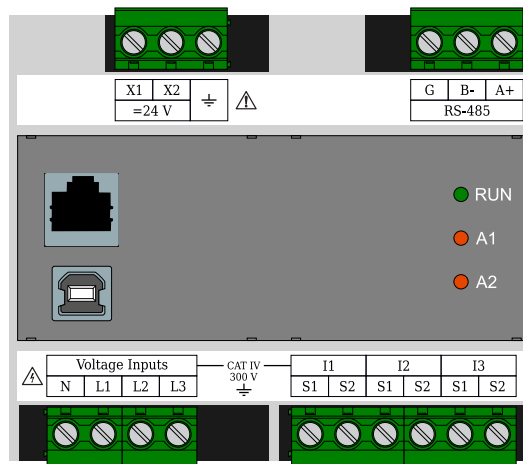 X1 X2
=24 V
G B- A+
RS-485
RUN
A1
A2
Voltage Inputs
N L1 L2 L3
CAT IV
300 V
I1 I2 I3
S1 S2 S1 S2 S1 S2